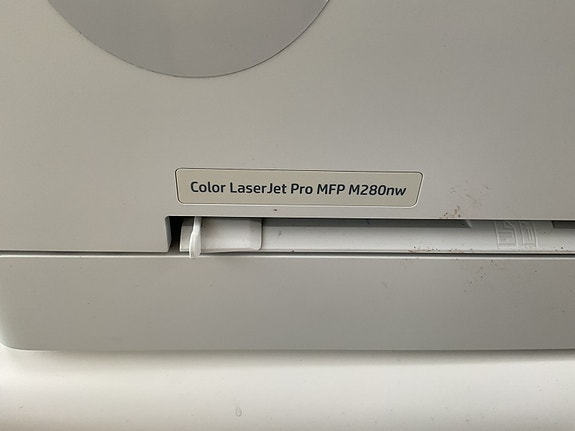 Color LaserJet Pro MFP M280nw